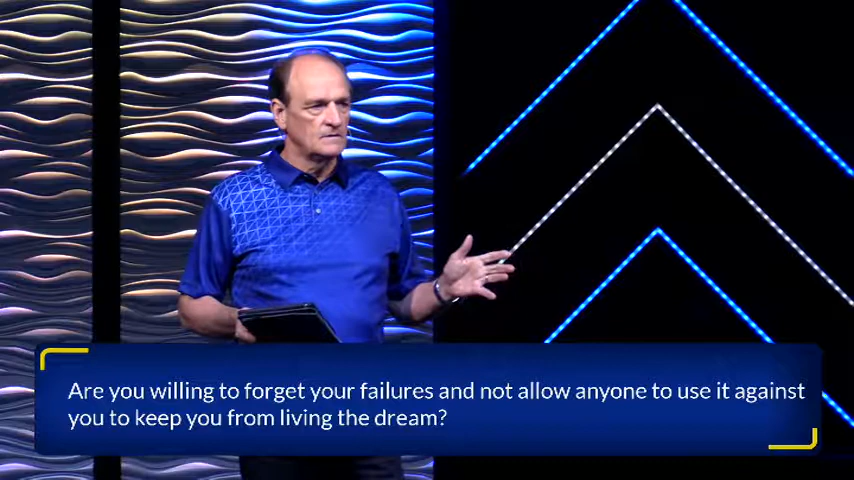 Are you willing to forget your failures and not allow anyone to use it against
you to keep you from living the dream?